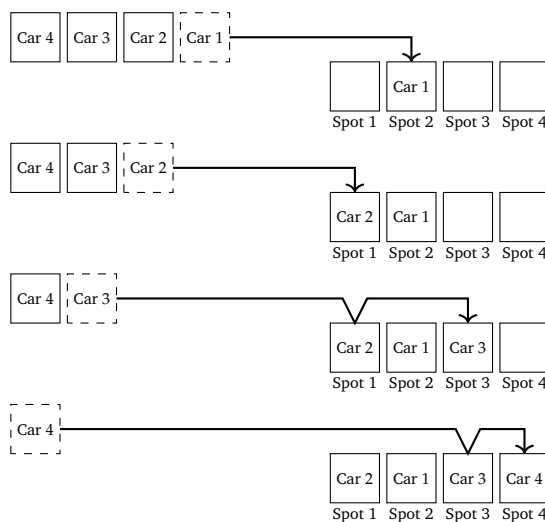 Car 4 Car 3 Car 2 Car 1
Car 1
Spot 1 Spot 2 Spot 3 Spot 4
Car 4 Car 3 Car 2
Car 2 Car 1
Spot 1 Spot 2 Spot 3 Spot 4
Car 4 Car 3
Car 2 Car 1 Car 3
Spot 1 Spot 2 Spot 3 Spot 4
Car 4
Car 2 Car 1 Car 3 Car 4
Spot 1 Spot 2 Spot 3 Spot 4